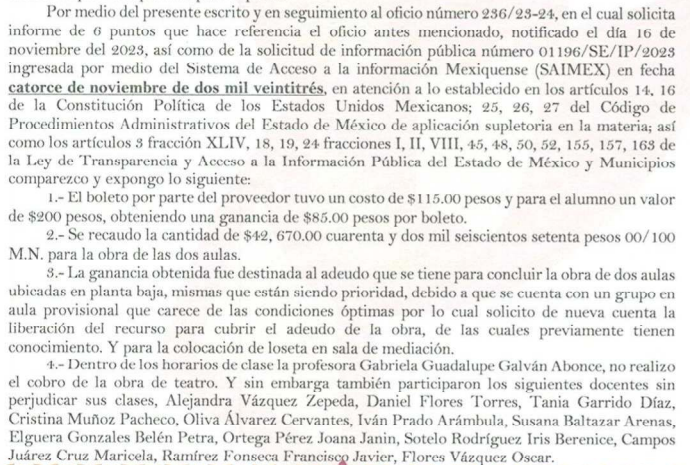 Por medio del presente escrito y en seguimiento al oficio número 236/23-24, en el cual solicita
informe de 6 puntos que hace referencia el oficio antes mencionado, notificado el día 16 de
noviembre del 2023, así como de la solicitud de información pública número 01196/SE/IP/2023
ingresada por medio del Sistema de Acceso a la información Mexiquense (SAIMEX) en fecha
catorce de noviembre de dos mil veintitrés, en atención a lo establecido en los artículos 14, 16
de la Constitución Política de los Estados Unidos Mexicanos; 25, 26, 27 del Código de
Procedimientos Administrativos del Estado de México de aplicación supletoria en la materia; así
como los artículos 3 fracción XLIV, 18, 19, 24 fracciones I, II, VIII, 45, 48, 50, 52, 155, 157, 163 de
la Ley de Transparencia y Acceso a la Información Pública del Estado de México y Municipios
comparezco y expongo lo siguiente:
1.- El boleto por parte del proveedor tuvo un costo de $115.00 pesos y para el alumno un valor
de $200 pesos, obteniendo una ganancia de $85.00 pesos por boleto.
2.- Se recaudo la cantidad de $42, 670.00 cuarenta y dos mil seiscientos setenta pesos 00/100
M.N. para la obra de las dos aulas.
3.- La ganancia obtenida fue destinada al adeudo que se tiene para concluir la obra de dos aulas
ubicadas en planta baja, mismas que están siendo prioridad, debido a que se cuenta con un grupo en
aula provisional que carece de las condiciones óptimas por lo cual solicito de nueva cuenta la
liberación del recurso para cubrir el adeudo de la obra, de las cuales previamente tienen
conocimiento. Y para la colocación de loseta en sala de mediación.
4.- Dentro de los horarios de clase la profesora Gabriela Guadalupe Galván Abonce, no realizo
el cobro de la obra de teatro. Y sin embarga también participaron los siguientes docentes sin
perjudicar sus clases, Alejandra Vázquez Zepeda, Daniel Flores Torres, Tania Garrido Díaz,
Cristina Muñoz Pacheco, Oliva Álvarez Cervantes, Iván Prado Arámbula, Susana Baltazar Arenas,
Elguera Gonzales Belén Petra, Ortega Pérez Joana Janin, Sotelo Rodríguez Iris Berenice, Campos
Juárez Cruz Maricela, Ramírez Fonseca Francisco Javier, Flores Vázquez Oscar.